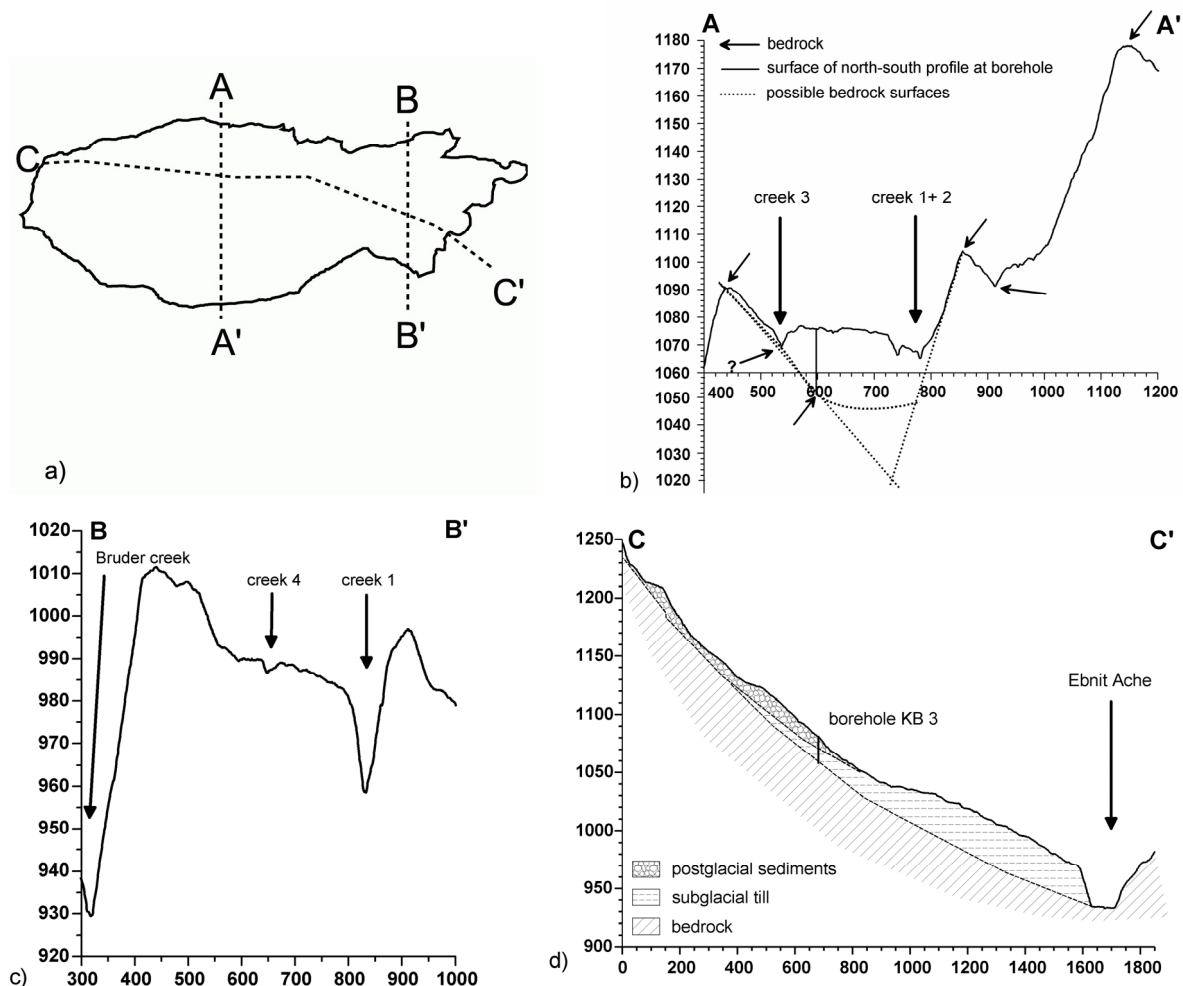 A
B
C
C'
A'
B'
a)
A
A'
bedrock
surface of north-south profile at borehole
possible bedrock surfaces
creek 3
creek 1+ 2
?
1180
1170
1160
1150
1140
1130
1120
1110
1100
1090
1080
1070
1060
1050
1040
1030
1020
400 500 600 700 800 900 1000 1100 1200
b)
B
B'
Bruder creek
creek 4
creek 1
1020
1010
1000
990
980
970
960
950
940
930
920
300 400 500 600 700 800 900 1000
c)
C
C'
Ebnit Ache
borehole KB 3
postglacial sediments
subglacial till
bedrock
1250
1200
1150
1100
1050
1000
950
900
0 200 400 600 800 1000 1200 1400 1600 1800
d)